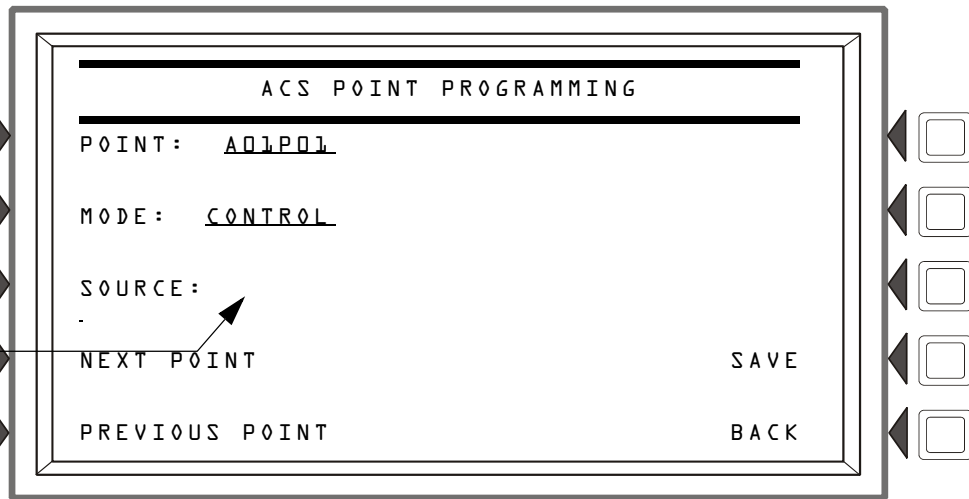 ACS POINT PROGRAMMING
POINT: A01P01
MODE: CONTROL
SOURCE:
NEXT POINT SAVE
PREVIOUS POINT BACK